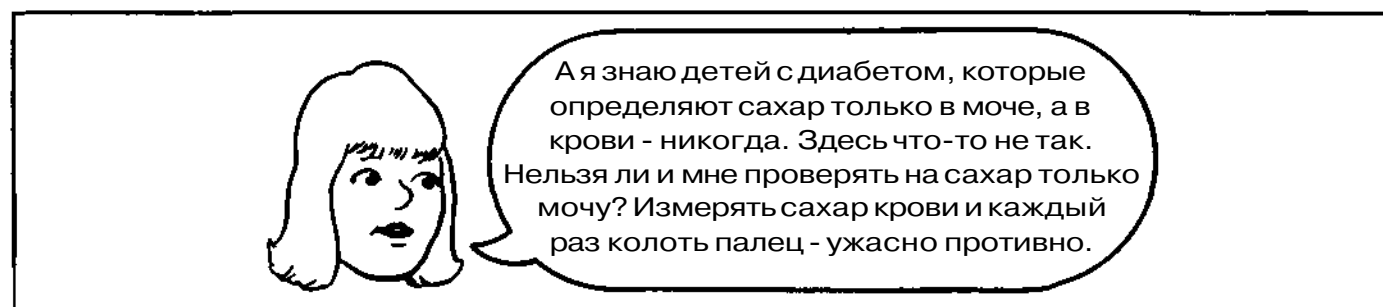 А я знаю детей с диабетом, которые
определяют сахар только в моче, а в
крови - никогда. Здесь что-то не так.
Нельзя ли и мне проверять на сахар только
мочу? Измерять сахар крови и каждый
раз колоть палец - ужасно противно.